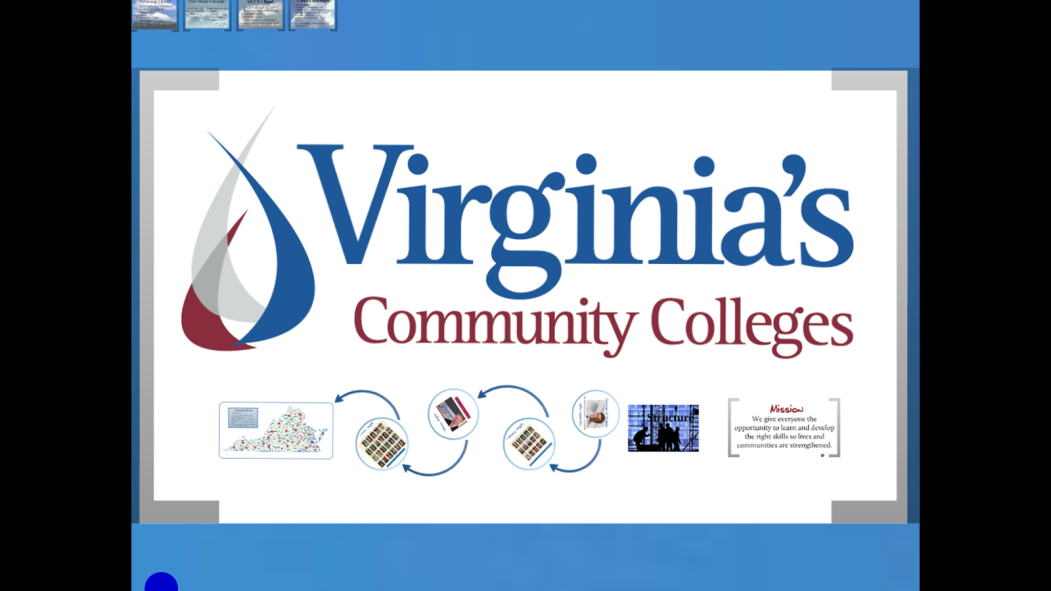 Virginia's
Community Colleges
Structure
Mission
We give everyone the
opportunity to learn and develop
the right skills so lives and
communities are strengthened.